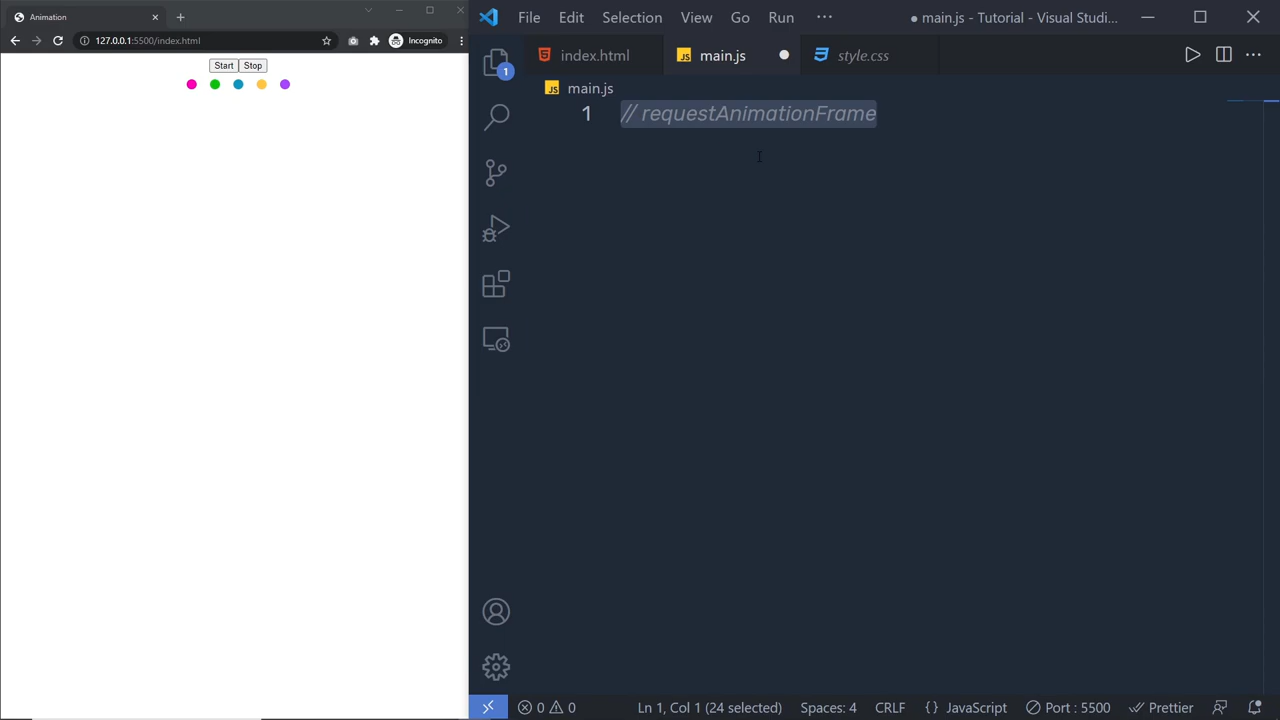 Animation
127.0.0.1:5500/index.html
Incognito
Start Stop
File Edit Selection View Go Run ··· ● main.js - Tutorial - Visual Studi...
index.html main.js style.css
JS main.js
1 // requestAnimationFrame
1
0 0 Ln 1, Col 1 (24 selected) Spaces: 4 CRLF {} JavaScript Port : 5500 Prettier